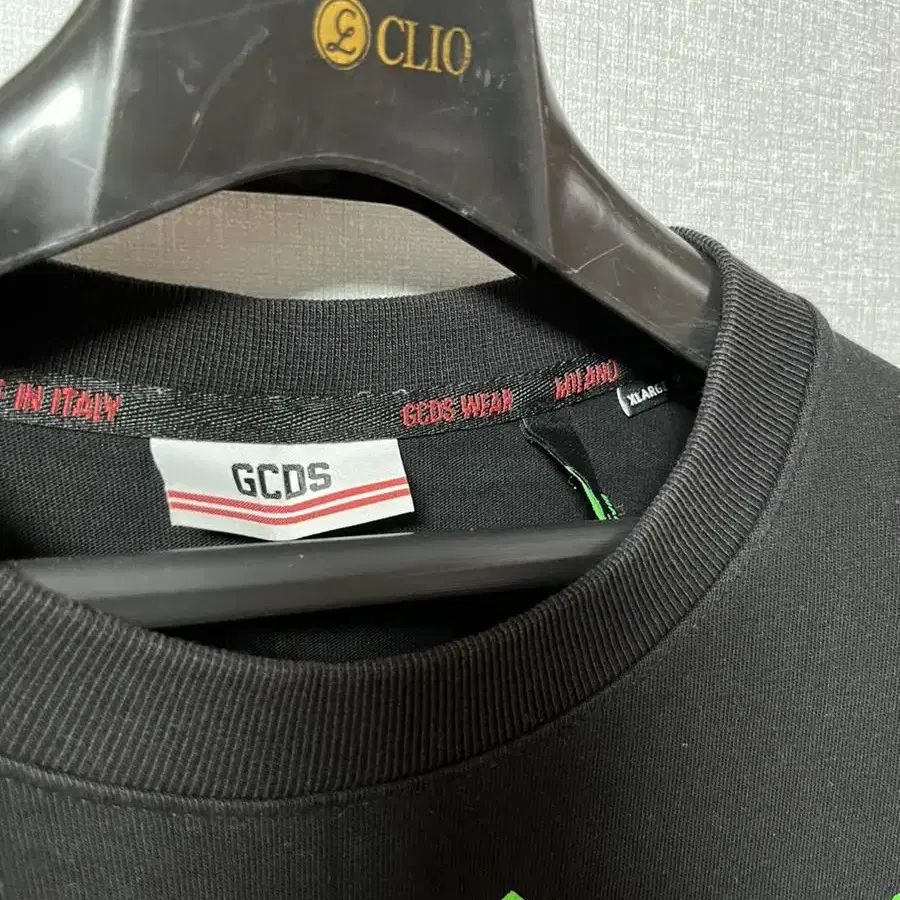 CLIO
IN ITALY
GCDS WEAR
MILANO
XLARGE
GCDS